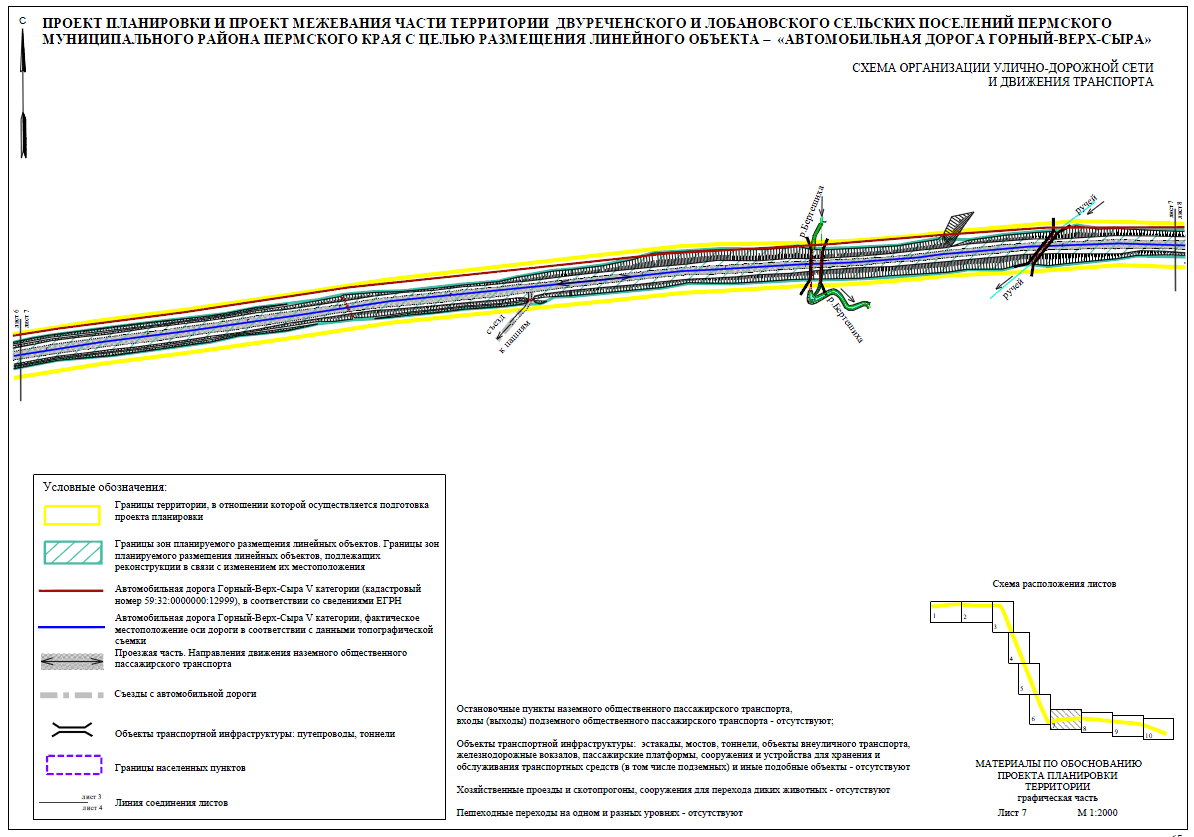 С
ПРОЕКТ ПЛАНИРОВКИ И ПРОЕКТ МЕЖЕВАНИЯ ЧАСТИ ТЕРРИТОРИИ ДВУРЕЧЕНСКОГО И ЛОБАНОВСКОГО СЕЛЬСКИХ ПОСЕЛЕНИЙ ПЕРМСКОГО
МУНИЦИПАЛЬНОГО РАЙОНА ПЕРМСКОГО КРАЯ С ЦЕЛЬЮ РАЗМЕЩЕНИЯ ЛИНЕЙНОГО ОБЪЕКТА – «АВТОМОБИЛЬНАЯ ДОРОГА ГОРНЫЙ-ВЕРХ-СЫРА»
СХЕМА ОРГАНИЗАЦИИ УЛИЧНО-ДОРОЖНОЙ СЕТИ
И ДВИЖЕНИЯ ТРАНСПОРТА
лист 6
лист 7
съезд
к пашням
р.Бергешиха
р.Бергешиха
ручей
ручей
лист 7
лист 8
Условные обозначения:
Границы территории, в отношении которой осуществляется подготовка
проекта планировки
Границы зон планируемого размещения линейных объектов. Границы зон
планируемого размещения линейных объектов, подлежащих
реконструкции в связи с изменением их местоположения
Автомобильная дорога Горный-Верх-Сыра V категории (кадастровый
номер 59:32:0000000:12999), в соответствии со сведениями ЕГРН
Автомобильная дорога Горный-Верх-Сыра V категории, фактическое
местоположение оси дороги в соответствии с данными топографической
съемки
Проезжая часть. Направления движения наземного общественного
пассажирского транспорта
Съезды с автомобильной дороги
Объекты транспортной инфраструктуры: путепроводы, тоннели
Границы населенных пунктов
лист 3
лист 4
Линия соединения листов
Остановочные пункты наземного общественного пассажирского транспорта,
входы (выходы) подземного общественного пассажирского транспорта - отсутствуют;
Объекты транспортной инфраструктуры: эстакады, мостов, тоннели, объекты внеуличного транспорта,
железнодорожные вокзалов, пассажирские платформы, сооружения и устройства для хранения и
обслуживания транспортных средств (в том числе подземных) и иные подобные объекты - отсутствуют
Хозяйственные проезды и скотопрогоны, сооружения для перехода диких животных - отсутствуют
Пешеходные переходы на одном и разных уровнях - отсутствуют
Схема расположения листов
1
2
3
4
5
6
7
8
9
10
МАТЕРИАЛЫ ПО ОБОСНОВАНИЮ
ПРОЕКТА ПЛАНИРОВКИ
ТЕРРИТОРИИ
графическая часть
Лист 7 М 1:2000